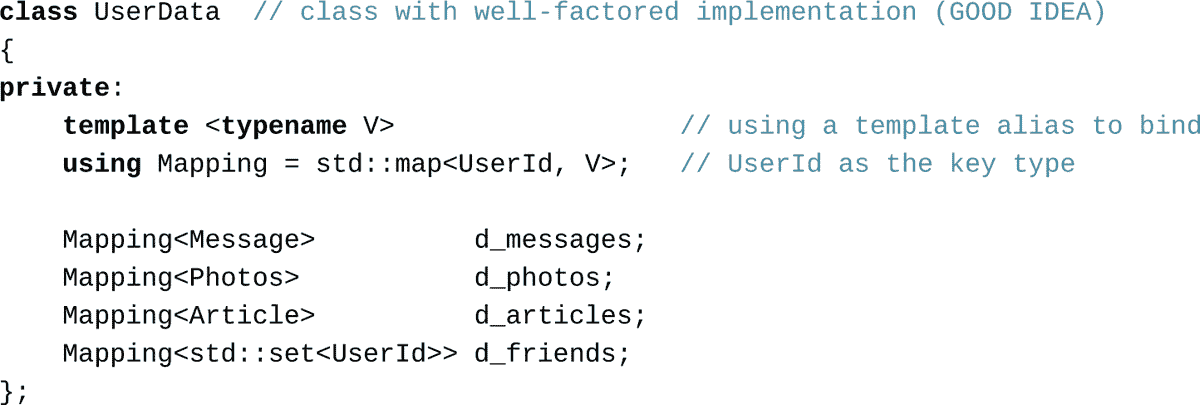 class UserData  // class with well-factored implementation (GOOD IDEA)
{
private:
    template <typename V>                  // using a template alias to bind
    using Mapping = std::map<UserId, V>;   // UserId as the key type

    Mapping<Message>          d_messages;
    Mapping<Photos>           d_photos;
    Mapping<Article>          d_articles;
    Mapping<std::set<UserId>> d_friends;
};